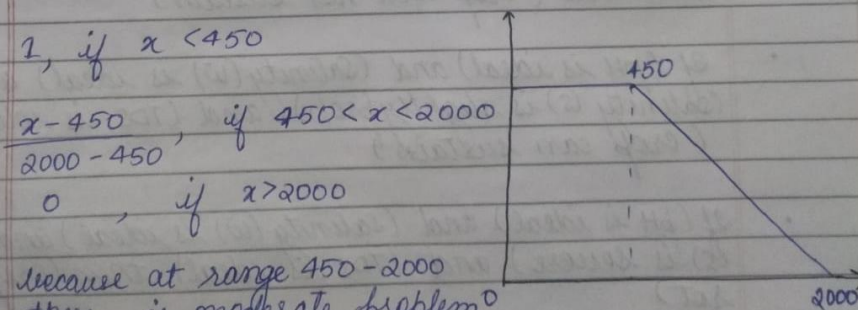 1, if x < 450
450
x - 450 / 2000 - 450, if 450 < x < 2000
0, if x > 2000
because at range 450 - 2000
problem
0
2000